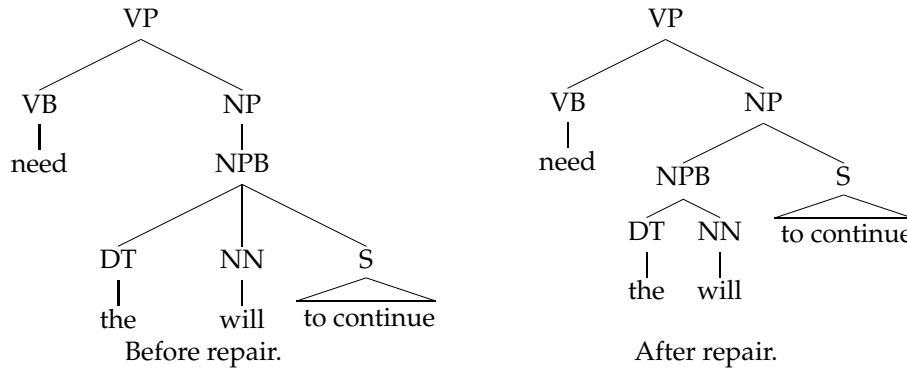 VP VP
VB NP VB NP
need NPB need NPB S
DT NN to continue
DT NN S the will
the will to continue
Before repair. After repair.